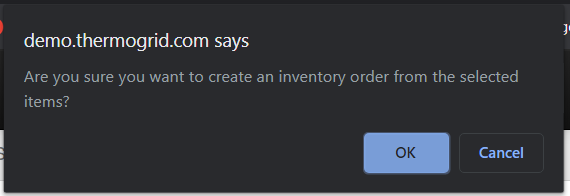 demo.thermogrid.com says
Are you sure you want to create an inventory order from the selected
items?
OK
Cancel